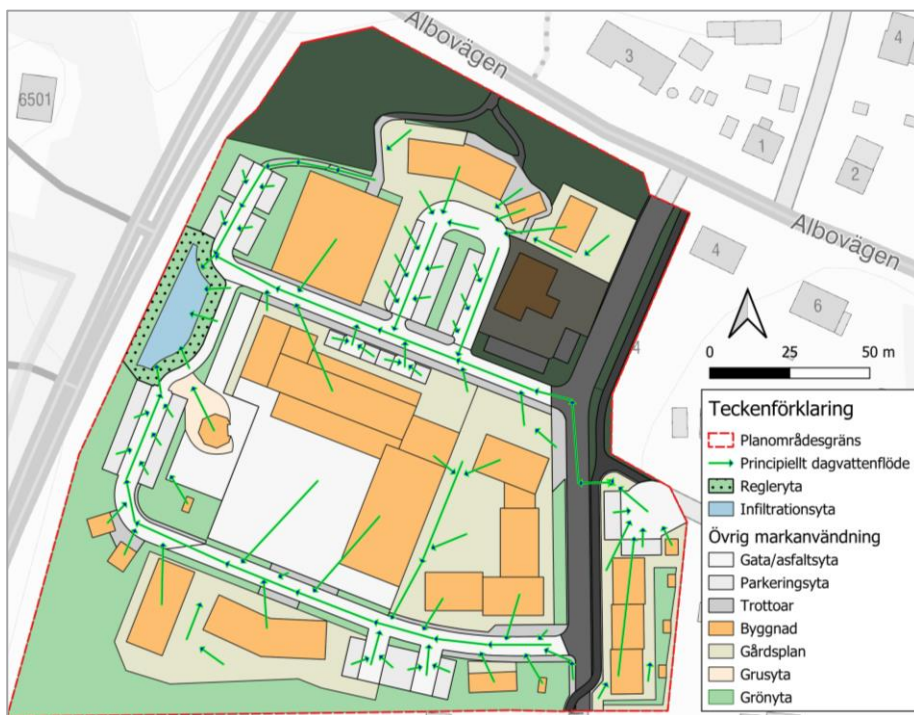 Albovägen
6501
3
4
1
2
Albovägen
4
6
4
0 25 50 m
Teckenförklaring
Planområdesgräns
Principiellt dagvattenflöde
Regleryta
Infiltrationsyta
Övrig markanvändning
Gata/asfaltsyta
Parkeringsyta
Trottoar
Byggnad
Gårdsplan
Grusyta
Grönyta